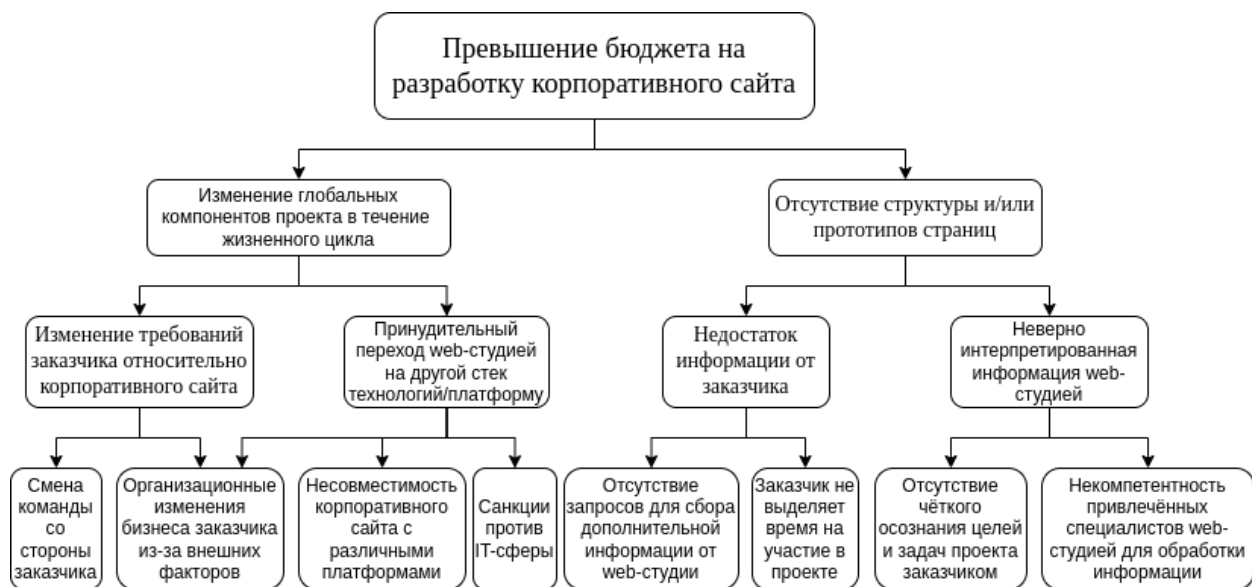 Превышение бюджета на
разработку корпоративного сайта
Изменение глобальных
компонентов проекта в течение
жизненного цикла
Отсутствие структуры и/или
прототипов страниц
Изменение требований
заказчика относительно
корпоративного сайта
Принудительный
переход web-студией
на другой стек
технологий/платформу
Недостаток
информации от
заказчика
Неверно
интерпретированная
информация web-
студией
Смена
команды
со
стороны
заказчика
Организационные
изменения
бизнеса заказчика
из-за внешних
факторов
Несовместимость
корпоративного
сайта с
различными
платформами
Санкции
против
IT-сферы
Отсутствие
запросов для сбора
дополнительной
информации от
web-студии
Заказчик не
выделяет
время на
участие в
проекте
Отсутствие
чёткого
осознания целей
и задач проекта
заказчиком
Некомпетентность
привлечённых
специалистов web-
студией для обработки
информации